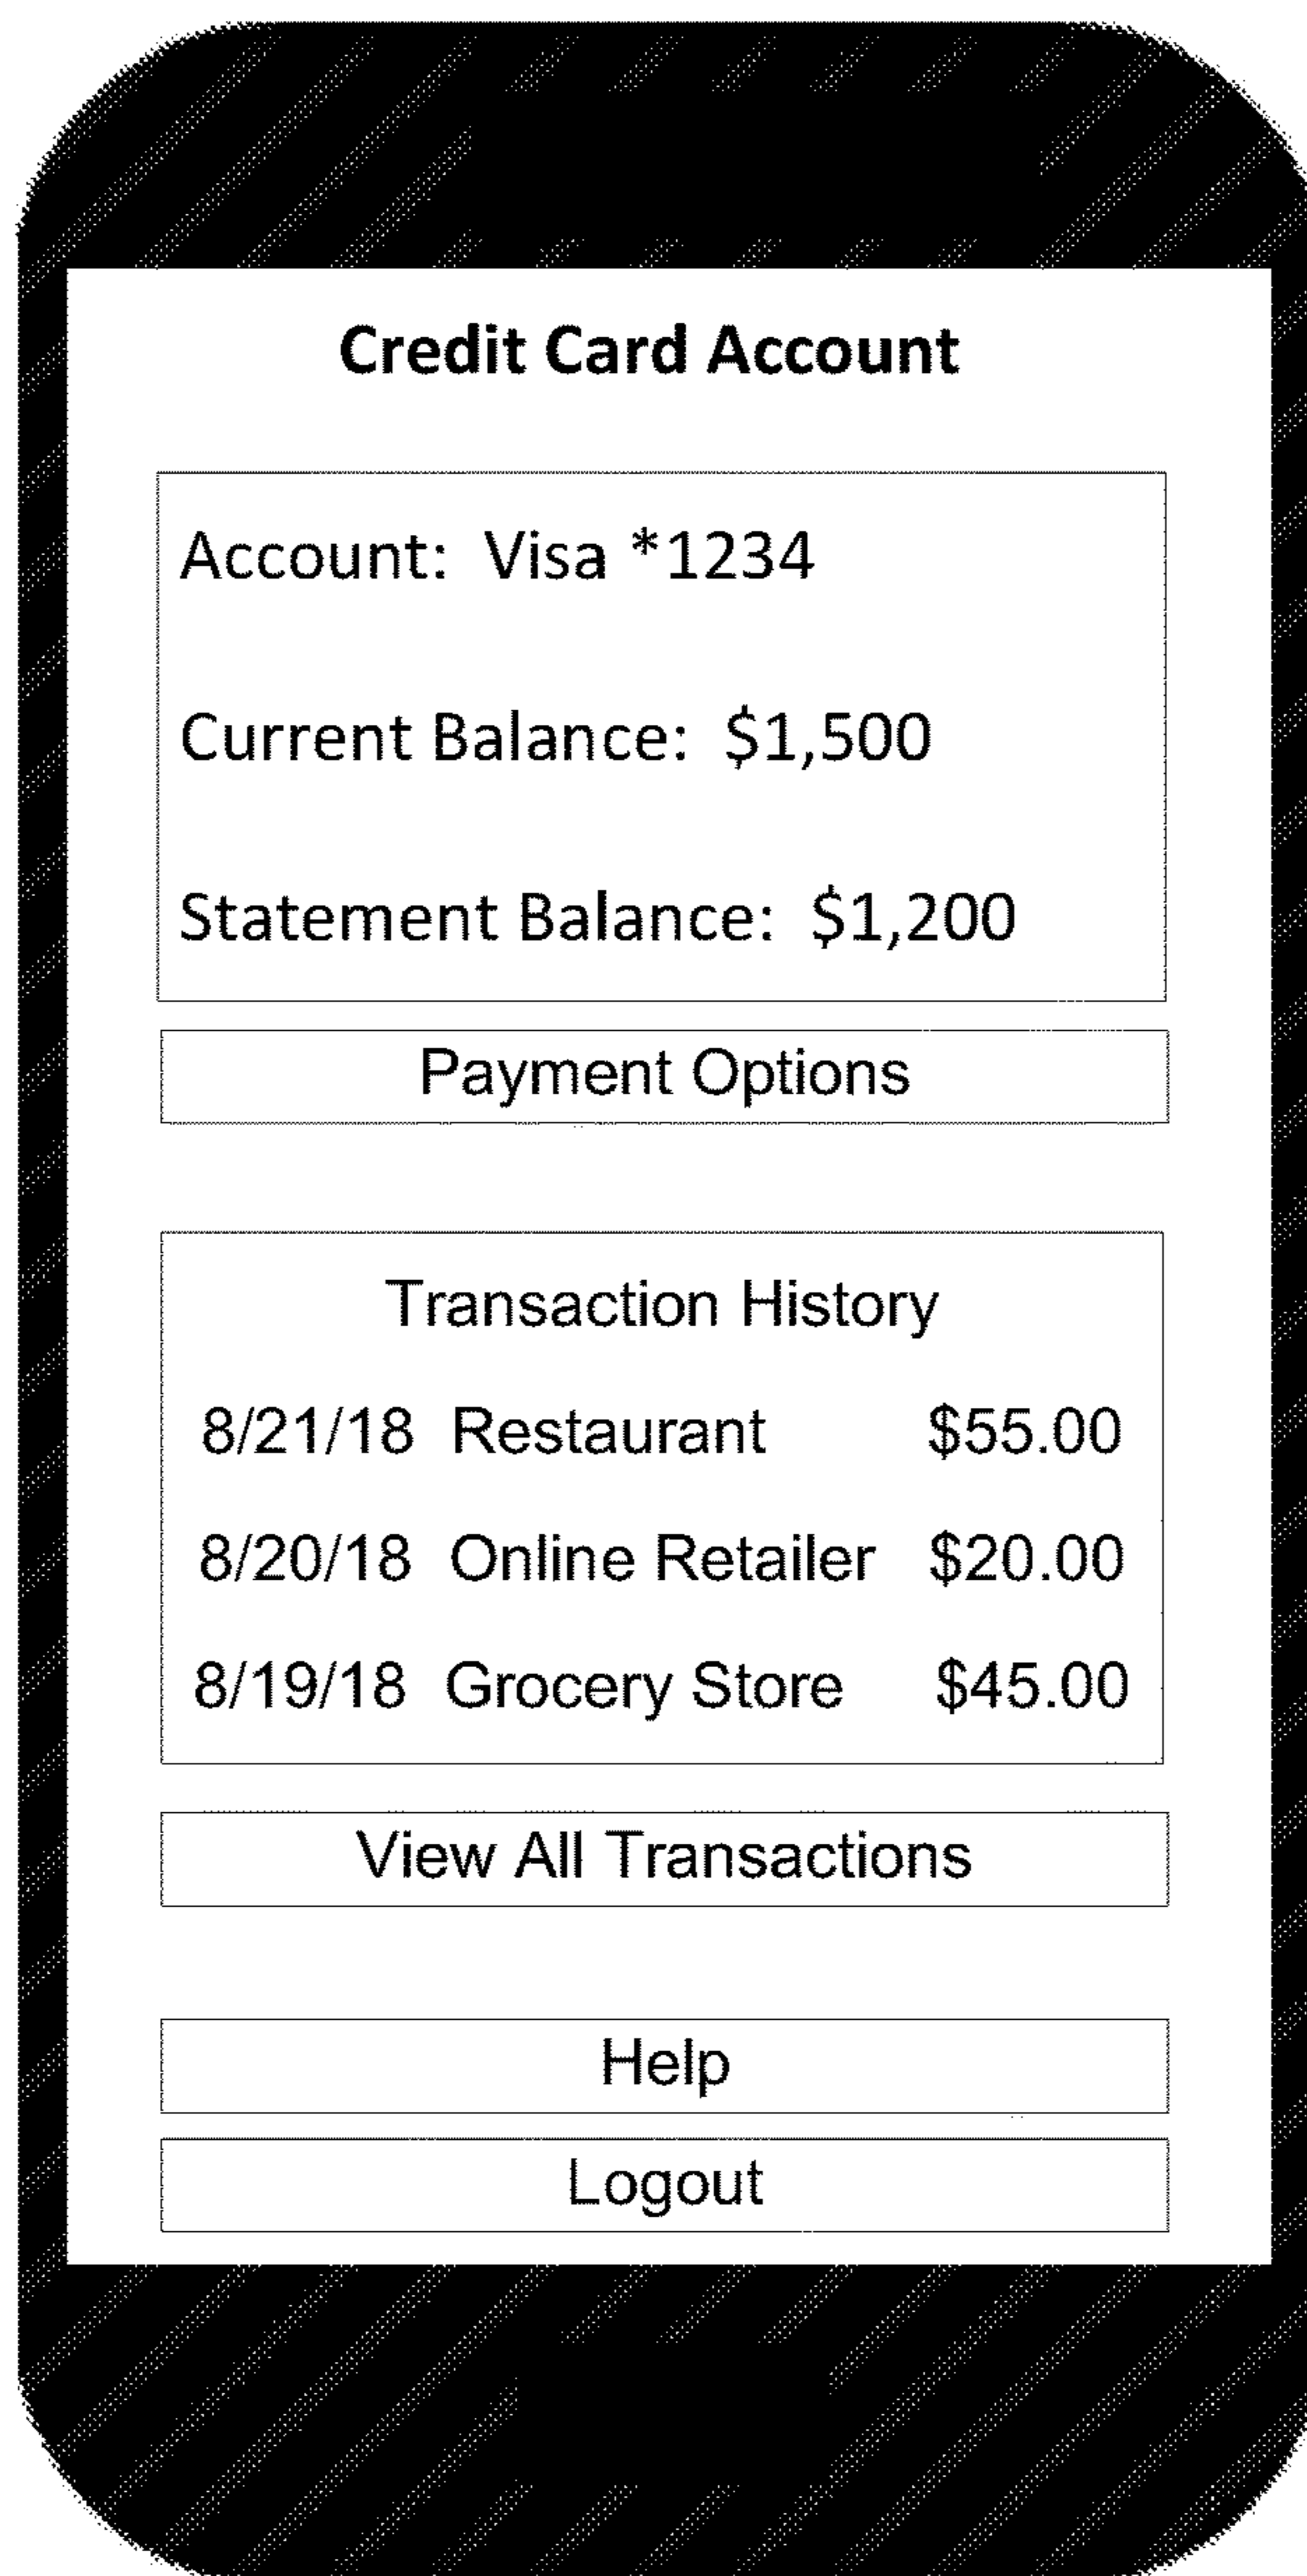 Credit Card Account
Account: Visa *1234
Current Balance: $1,500
Statement Balance: $1,200
Payment Options
Transaction History
8/21/18 Restaurant $55.00
8/20/18 Online Retailer $20.00
8/19/18 Grocery Store $45.00
View All Transactions
Help
Logout